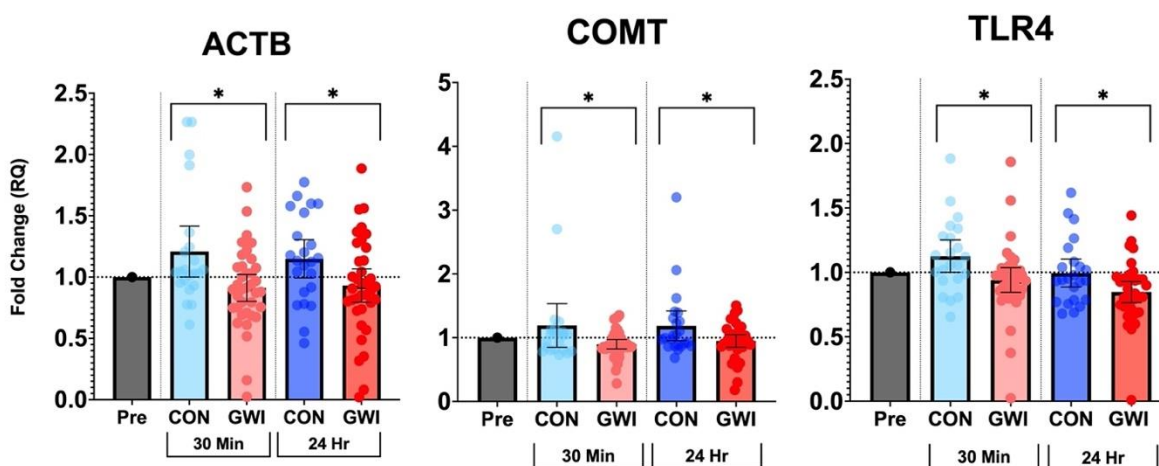 ACTB
COMT
TLR4
Fold Change (RQ)
2.5
2.0
1.5
1.0
0.5
0.0
*
*
Pre
CON
GWI
CON
GWI
30 Min
24 Hr
5
4
3
2
1
0
*
*
Pre
CON
GWI
CON
GWI
30 Min
24 Hr
2.5
2.0
1.5
1.0
0.5
0.0
*
*
Pre
CON
GWI
CON
GWI
30 Min
24 Hr